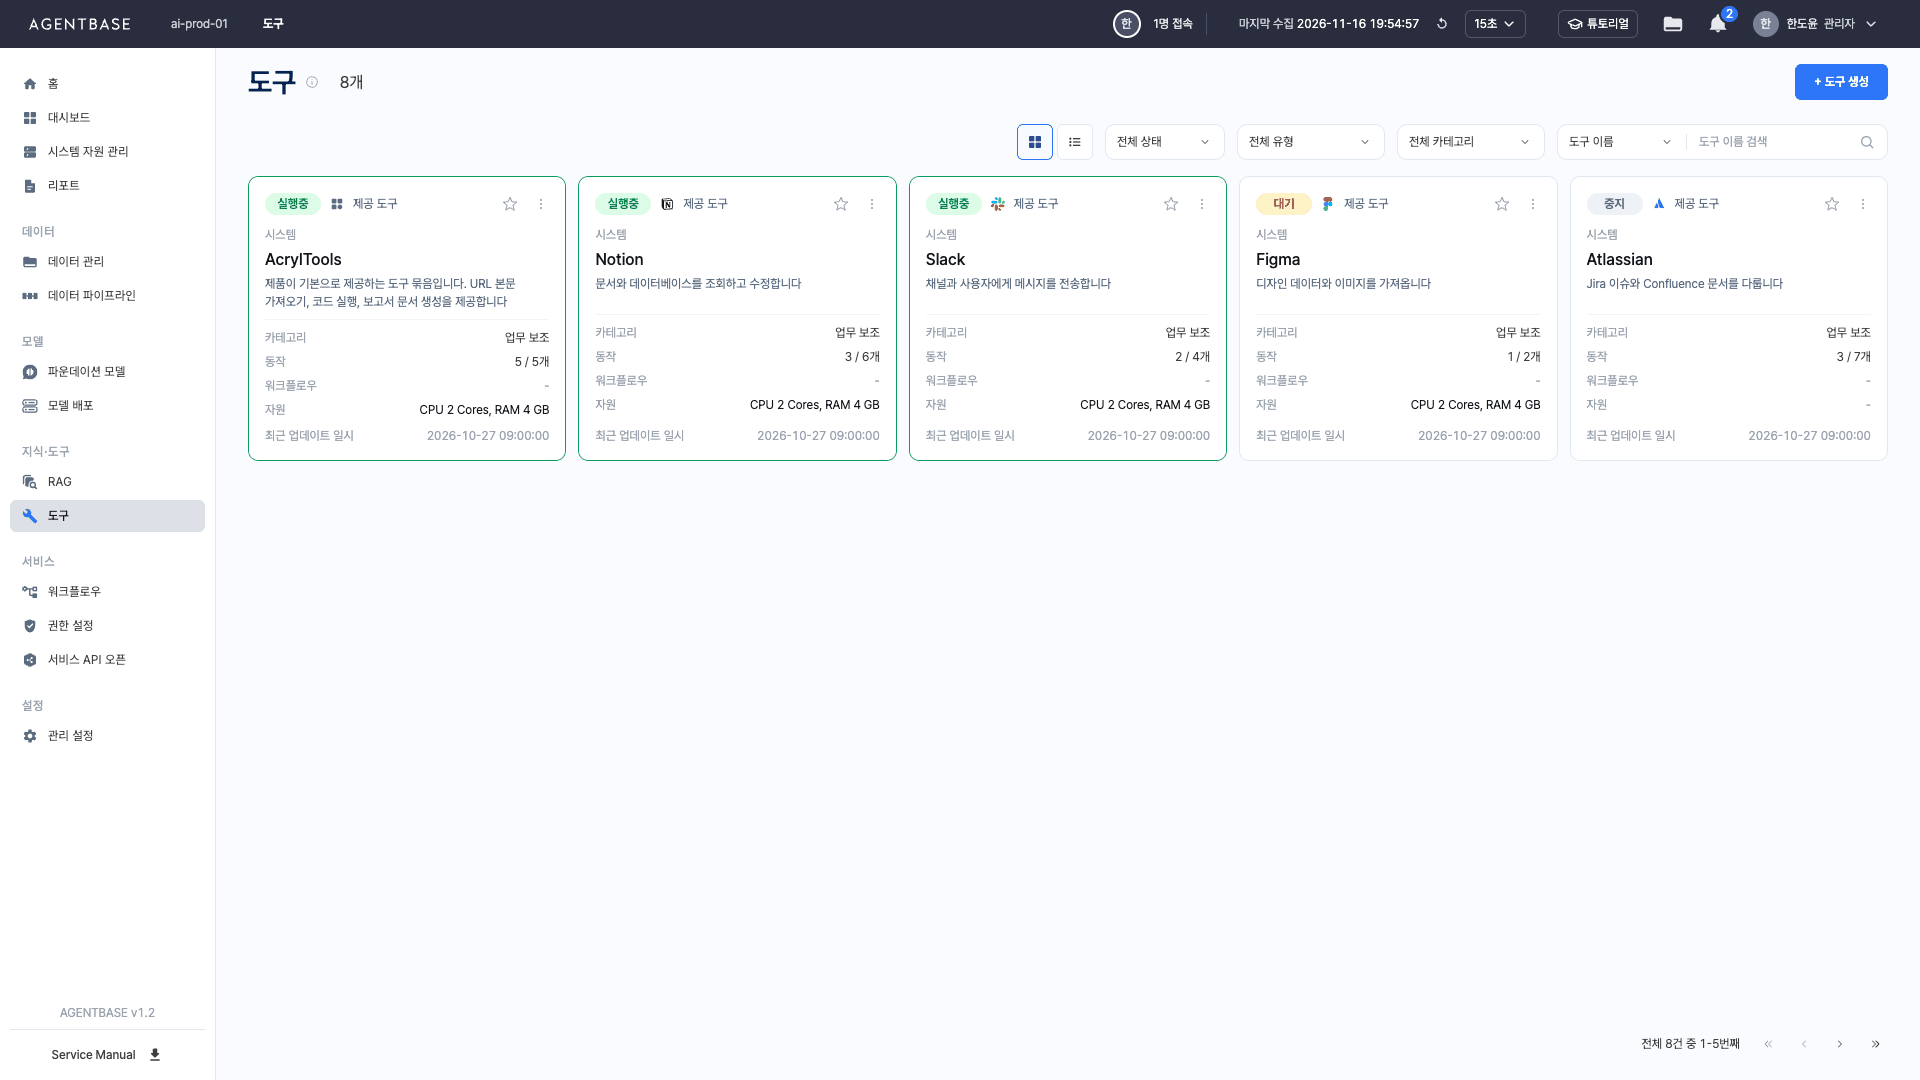 AGENTBASE
ai-prod-01
도구
한
1명 접속
마지막 수집 2026-11-16 19:54:57
15초
튜토리얼
2
한
한도윤 관리자
홈
대시보드
시스템 자원 관리
리포트
데이터
데이터 관리
데이터 파이프라인
모델
파운데이션 모델
모델 배포
지식·도구
RAG
도구
서비스
워크플로우
권한 설정
서비스 API 오픈
설정
관리 설정
AGENTBASE v1.2
Service Manual
도구
8개
+ 도구 생성
전체 상태
전체 유형
전체 카테고리
도구 이름
도구 이름 검색
실행중
제공 도구
시스템
AcrylTools
제품이 기본으로 제공하는 도구 묶음입니다. URL 본문
가져오기, 코드 실행, 보고서 문서 생성을 제공합니다
카테고리 업무 보조
동작 5 / 5개
워크플로우 -
자원 CPU 2 Cores, RAM 4 GB
최근 업데이트 일시 2026-10-27 09:00:00
실행중
제공 도구
시스템
Notion
문서와 데이터베이스를 조회하고 수정합니다
카테고리 업무 보조
동작 3 / 6개
워크플로우 -
자원 CPU 2 Cores, RAM 4 GB
최근 업데이트 일시 2026-10-27 09:00:00
실행중
제공 도구
시스템
Slack
채널과 사용자에게 메시지를 전송합니다
카테고리 업무 보조
동작 2 / 4개
워크플로우 -
자원 CPU 2 Cores, RAM 4 GB
최근 업데이트 일시 2026-10-27 09:00:00
대기
제공 도구
시스템
Figma
디자인 데이터와 이미지를 가져옵니다
카테고리 업무 보조
동작 1 / 2개
워크플로우 -
자원 CPU 2 Cores, RAM 4 GB
최근 업데이트 일시 2026-10-27 09:00:00
중지
제공 도구
시스템
Atlassian
Jira 이슈와 Confluence 문서를 다룹니다
카테고리 업무 보조
동작 3 / 7개
워크플로우 -
자원 -
최근 업데이트 일시 2026-10-27 09:00:00
전체 8건 중 1-5번째